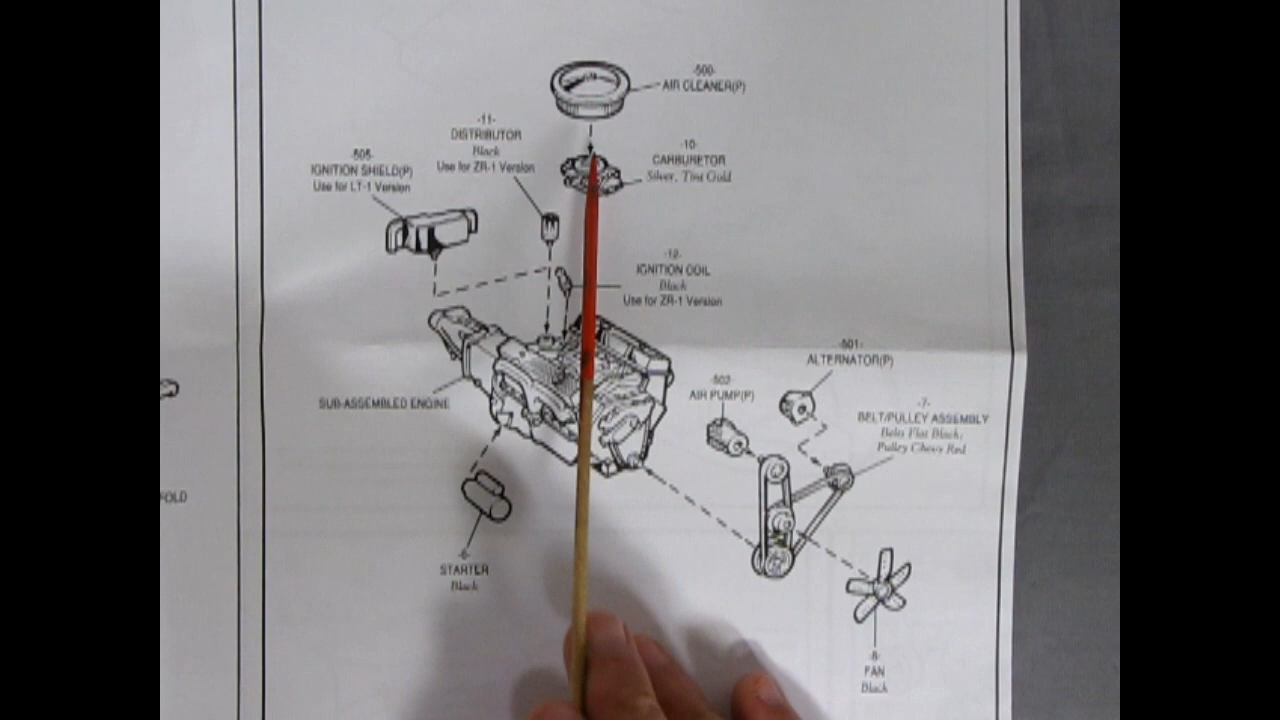 -500-
AIR CLEANER(P)
-11-
DISTRIBUTOR
Black
Use for ZR-1 Version
-10-
CARBURETOR
Silver, Tint Gold
-505-
IGNITION SHIELD(P)
Use for LT-1 Version
-12-
IGNITION COIL
Black
Use for ZR-1 Version
-501-
ALTERNATOR(P)
-502-
AIR PUMP(P)
-7-
BELT/PULLEY ASSEMBLY
Belts Flat Black,
Pulley Chevy Red
SUB-ASSEMBLED ENGINE
FOLD
-6-
STARTER
Black
-8-
FAN
Black